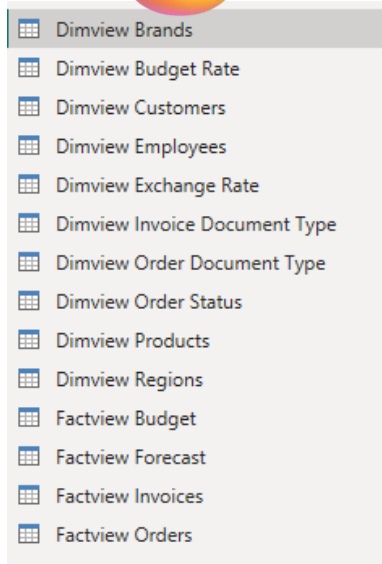 Dimview Brands
Dimview Budget Rate
Dimview Customers
Dimview Employees
Dimview Exchange Rate
Dimview Invoice Document Type
Dimview Order Document Type
Dimview Order Status
Dimview Products
Dimview Regions
Factview Budget
Factview Forecast
Factview Invoices
Factview Orders